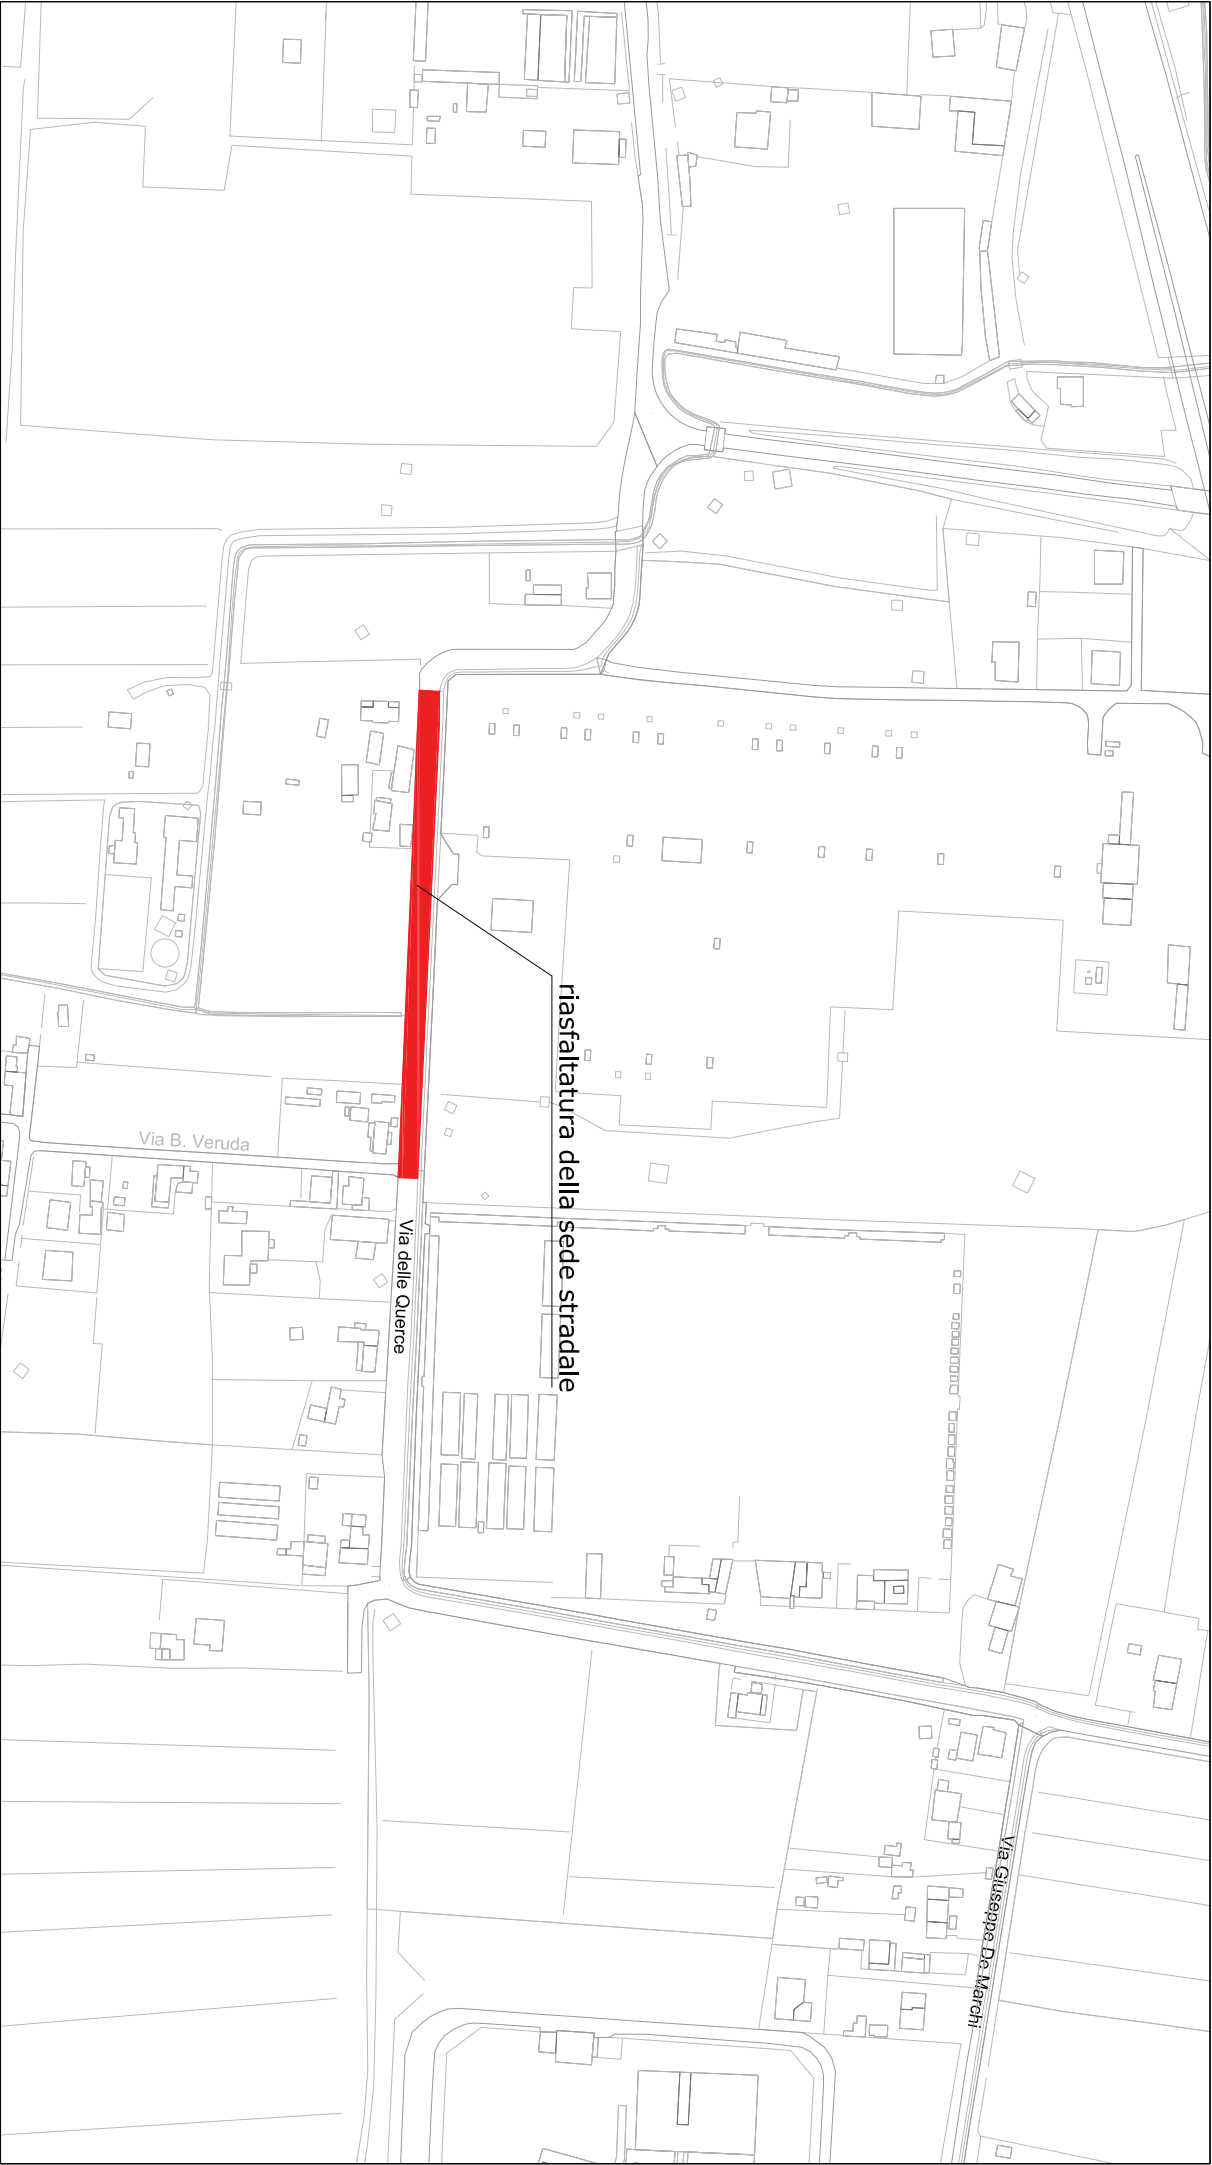 riasfaltatura della sede stradale
Via B. Veruda
Via delle Querce
Via Giuseppe De Marchi